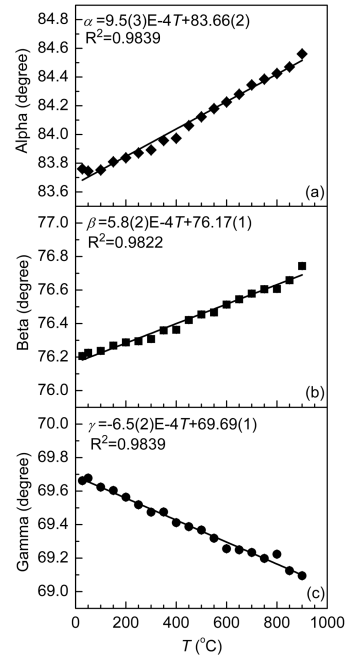 84.8
α=9.5(3)E-4T+83.66(2)
R²=0.9839
84.4
84.0
83.8
83.6
Alpha (degree)
(a)
77.0
β=5.8(2)E-4T+76.17(1)
R²=0.9822
76.8
76.6
76.4
76.2
76.0
Beta (degree)
(b)
70.0
γ=-6.5(2)E-4T+69.69(1)
R²=0.9839
69.8
69.6
69.4
69.2
69.0
Gamma (degree)
(c)
0 200 400 600 800 1000
T (°C)